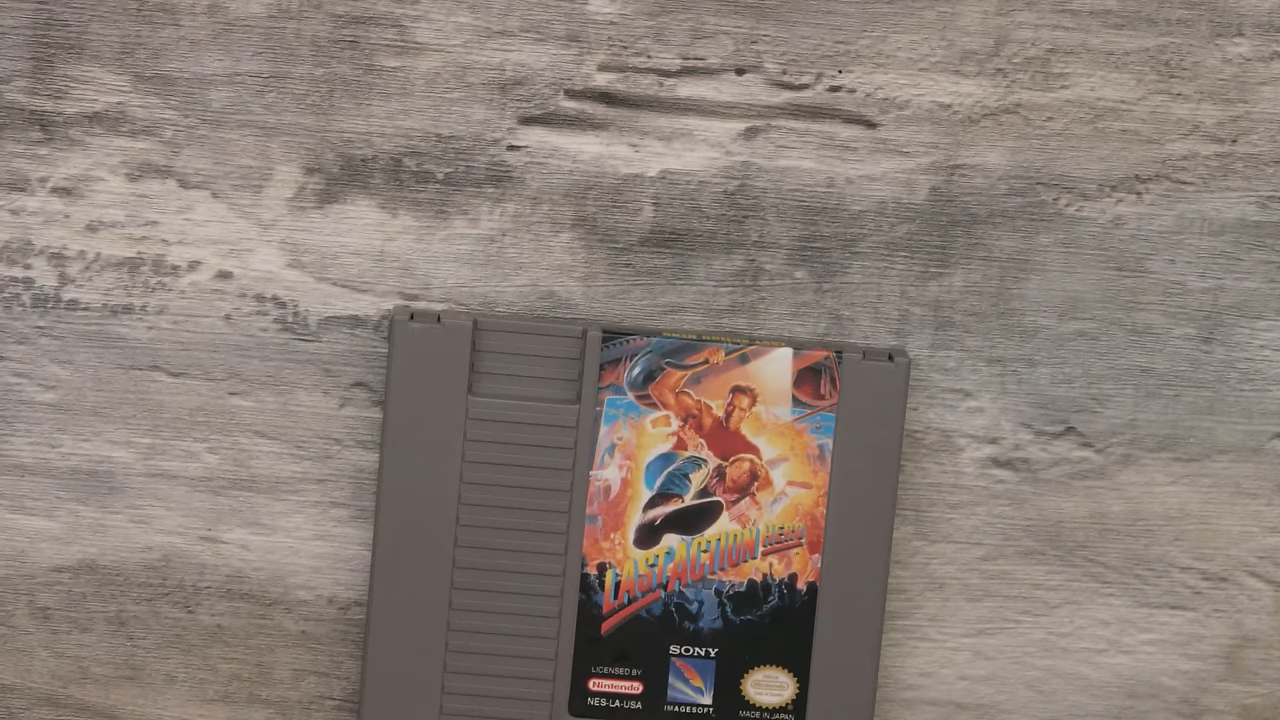 LAST ACTION HERO
SONY
IMAGESOFT
LICENSED BY
Nintendo
NES-LA-USA
MADE IN JAPAN